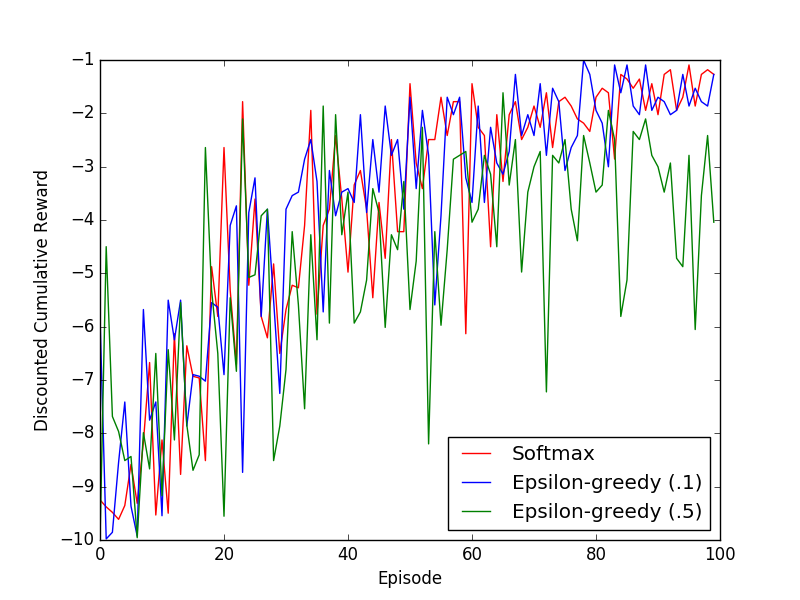 −1
−2
−3
−4
−5
−6
−7
−8
−9
−10
Discounted Cumulative Reward
Softmax
Epsilon-greedy (.1)
Epsilon-greedy (.5)
0 20 40 60 80 100
Episode